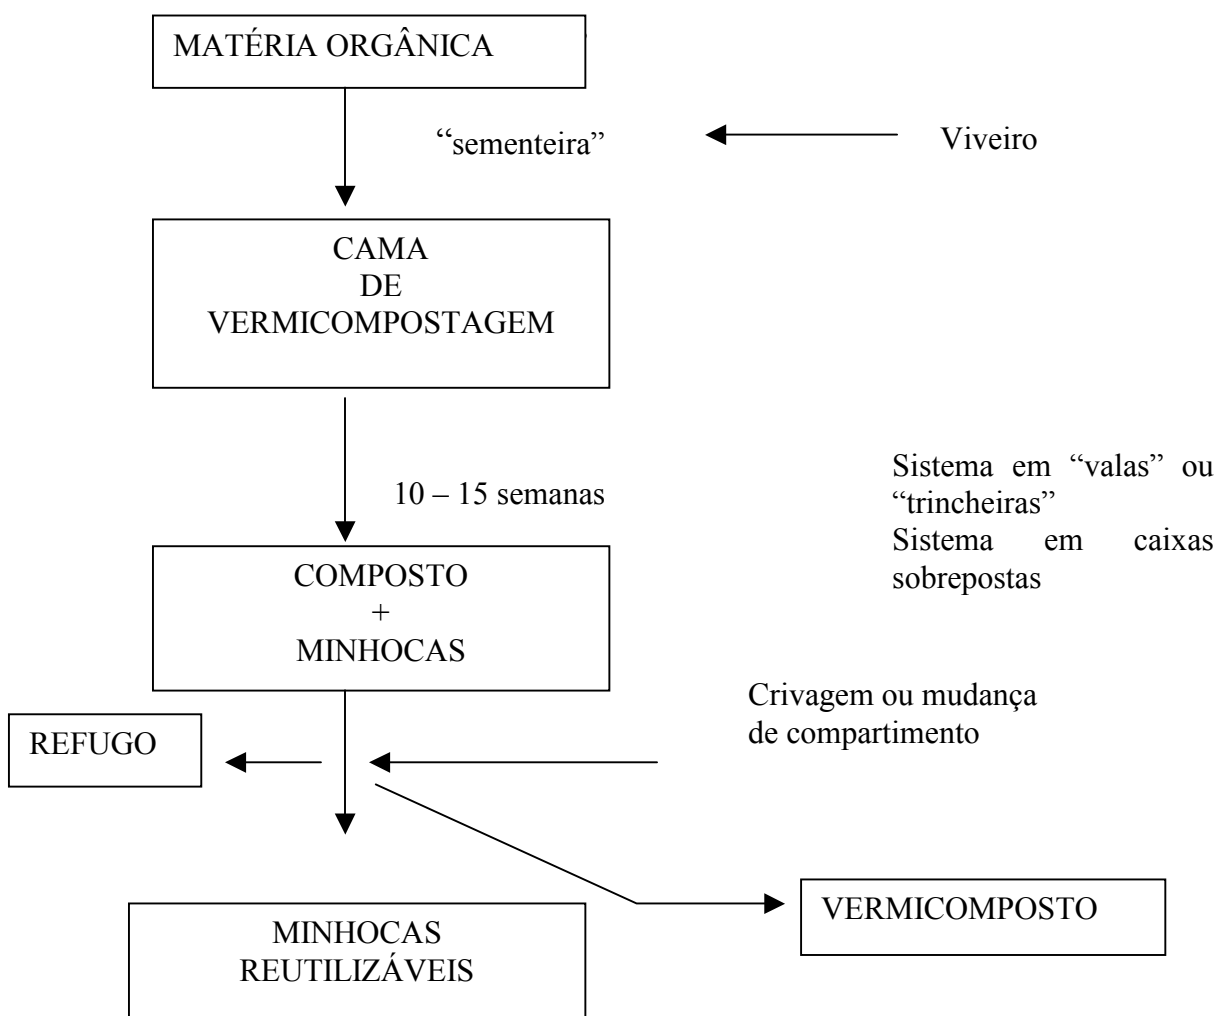 MATÉRIA ORGÂNICA
“sementeira”
Viveiro
CAMA
DE
VERMICOMPOSTAGEM
10 – 15 semanas
Sistema em “valas” ou
“trincheiras”
Sistema em caixas
sobrepostas
COMPOSTO
+
MINHOCAS
Crivagem ou mudança
de compartimento
REFUGO
VERMICOMPOSTO
MINHOCAS
REUTILIZÁVEIS